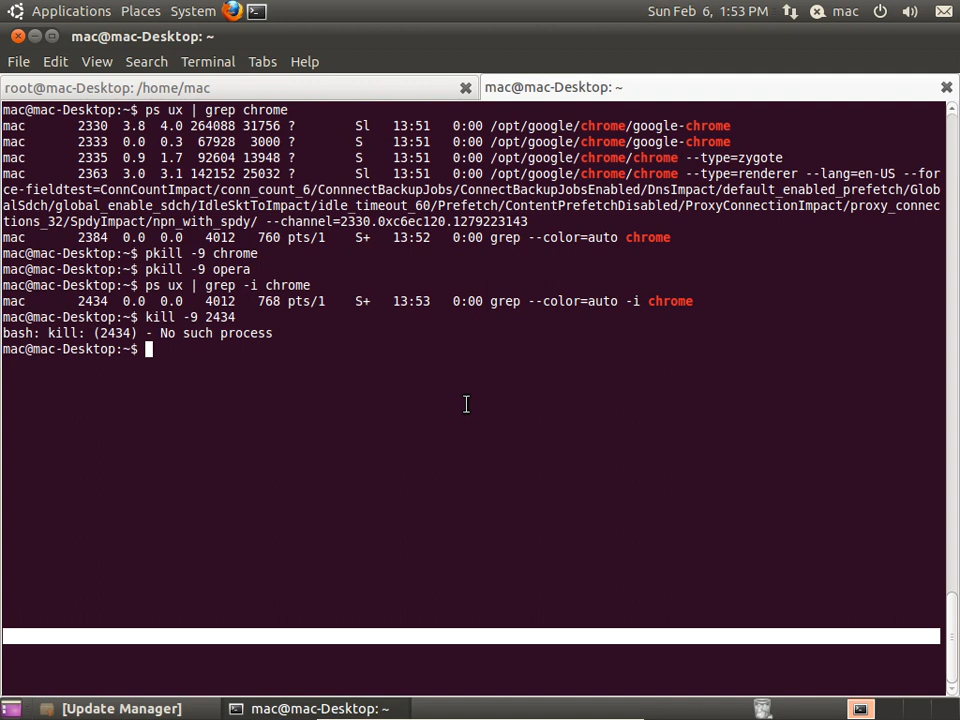 Applications Places System Sun Feb 6, 1:53 PM mac
mac@mac-Desktop: ~
File Edit View Search Terminal Tabs Help
root@mac-Desktop: /home/mac mac@mac-Desktop: ~
mac@mac-Desktop:~$ ps ux | grep chrome
mac 2330 3.8 4.0 264088 31756 ? Sl 13:51 0:00 /opt/google/chrome/google-chrome
mac 2333 0.0 0.3 67928 3000 ? S 13:51 0:00 /opt/google/chrome/google-chrome
mac 2335 0.9 1.7 92604 13948 ? S 13:51 0:00 /opt/google/chrome/chrome --type=zygote
mac 2363 3.0 3.1 142152 25032 ? Sl 13:51 0:00 /opt/google/chrome/chrome --type=renderer --lang=en-US --for
ce-fieldtest=ConnCountImpact/conn_count_6/ConnnectBackupJobs/ConnectBackupJobsEnabled/DnsImpact/default_enabled_prefetch/Glob
alSdch/global_enable_sdch/IdleSktToImpact/idle_timeout_60/Prefetch/ContentPrefetchDisabled/ProxyConnectionImpact/proxy_connec
tions_32/SpdyImpact/npn_with_spdy/ --channel=2330.0xc6ec120.1279223143
mac 2384 0.0 0.0 4012 760 pts/1 S+ 13:52 0:00 grep --color=auto chrome
mac@mac-Desktop:~$ pkill -9 chrome
mac@mac-Desktop:~$ pkill -9 opera
mac@mac-Desktop:~$ ps ux | grep -i chrome
mac 2434 0.0 0.0 4012 768 pts/1 S+ 13:53 0:00 grep --color=auto -i chrome
mac@mac-Desktop:~$ kill -9 2434
bash: kill: (2434) - No such process
mac@mac-Desktop:~$
[Update Manager] mac@mac-Desktop: ~